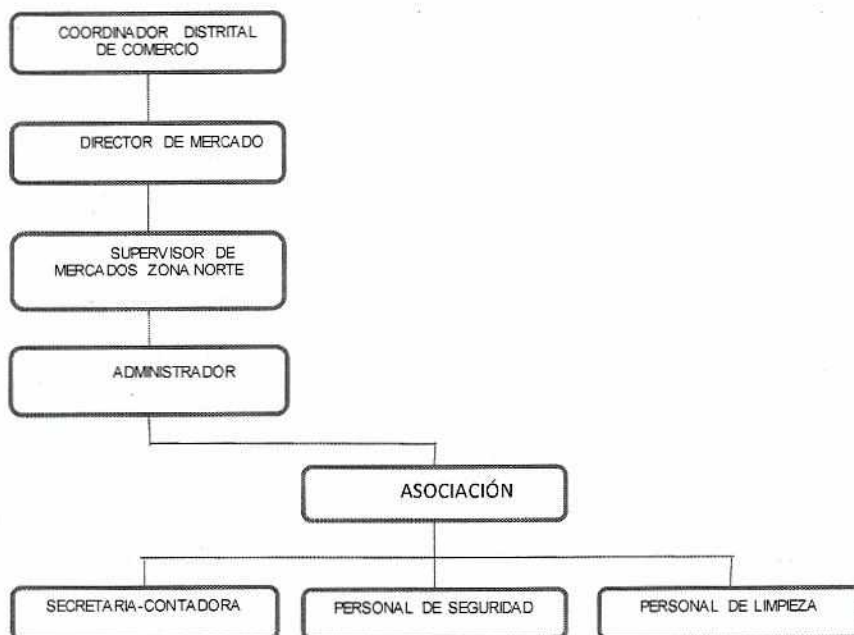 COORDINADOR DISTRITAL
DE COMERCIO
DIRECTOR DE MERCADO
SUPERVISOR DE
MERCADOS ZONA NORTE
ADMINISTRADOR
ASOCIACIÓN
SECRETARIA-CONTADORA
PERSONAL DE SEGURIDAD
PERSONAL DE LIMPIEZA